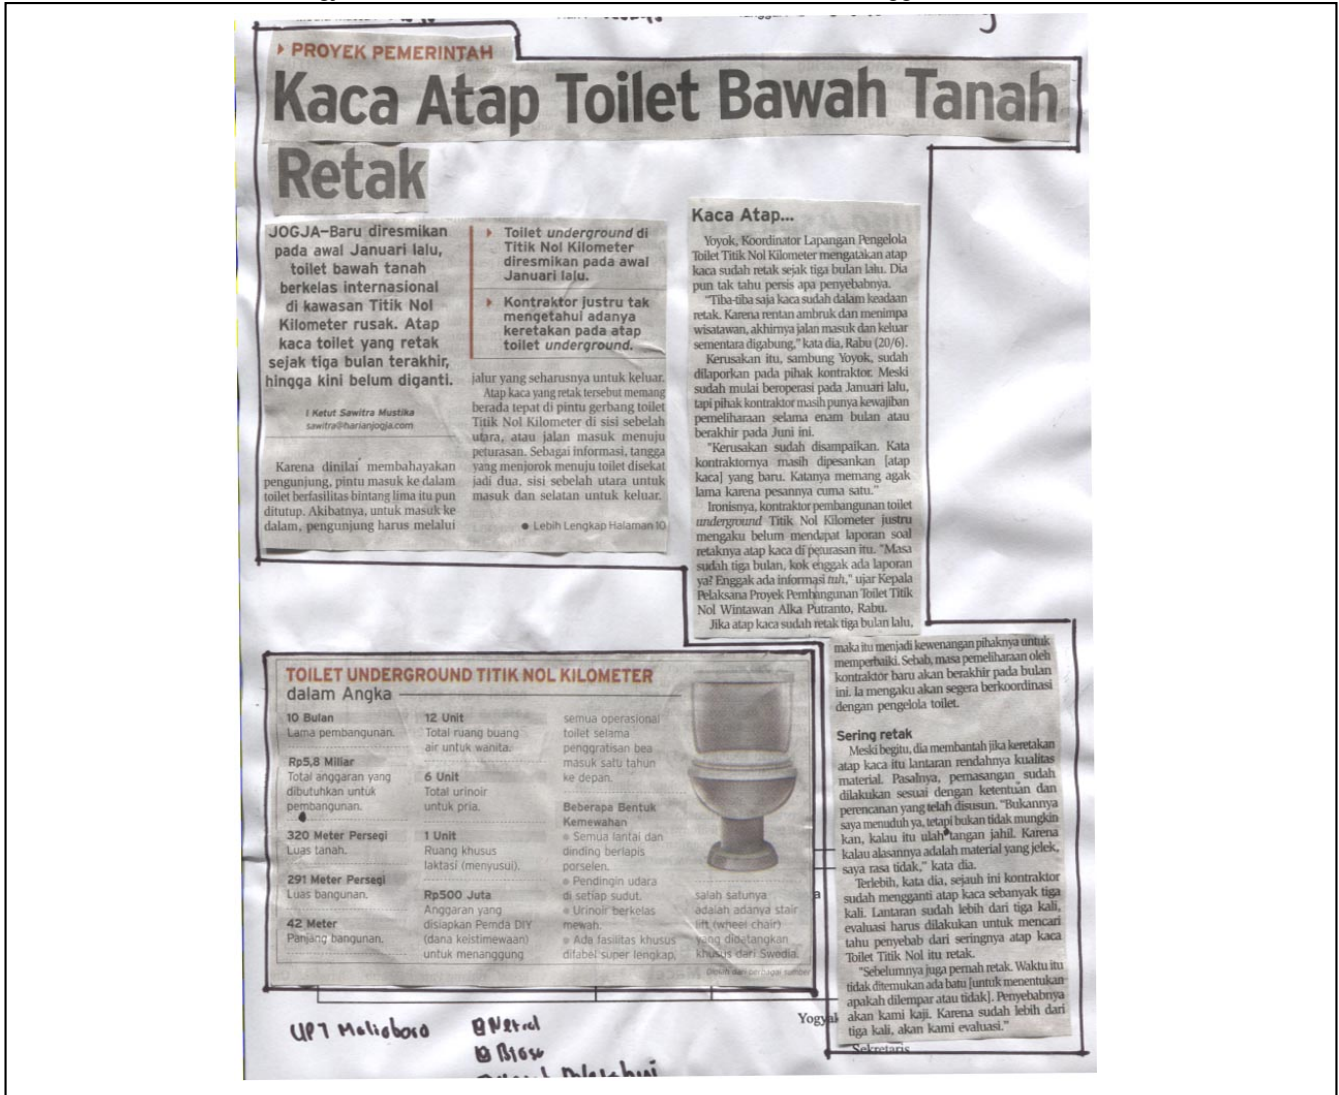 PROYEK PEMERINTAH
Kaca Atap Toilet Bawah Tanah
Retak
JOGJA–Baru diresmikan
pada awal Januari lalu,
toilet bawah tanah
berkelas internasional
di kawasan Titik Nol
Kilometer rusak. Atap
kaca toilet yang retak
sejak tiga bulan terakhir,
hingga kini belum diganti.
I Ketut Sawitra Mustika
sawitra@harianjogja.com
Karena dinilai membahayakan
pengunjung, pintu masuk ke dalam
toilet berfasilitas bintang lima itu pun
ditutup. Akibatnya, untuk masuk ke
dalam, pengunjung harus melalui
Toilet underground di
Titik Nol Kilometer
diresmikan pada awal
Januari lalu.
Kontraktor justru tak
mengetahui adanya
keretakan pada atap
toilet underground.
jalur yang seharusnya untuk keluar.
Atap kaca yang retak tersebut memang
berada tepat di pintu gerbang toilet
Titik Nol Kilometer di sisi sebelah
utara, atau jalan masuk menuju
peturasan. Sebagai informasi, tangga
yang menjorok menuju toilet disekat
jadi dua, sisi sebelah utara untuk
masuk dan selatan untuk keluar.
● Lebih Lengkap Halaman 10
Kaca Atap...
Yoyok, Koordinator Lapangan Pengelola
Toilet Titik Nol Kilometer mengatakan atap
kaca sudah retak sejak tiga bulan lalu. Dia
pun tak tahu persis apa penyebabnya.
"Tiba-tiba saja kaca sudah dalam keadaan
retak. Karena rentan ambruk dan menimpa
wisatawan, akhirnya jalan masuk dan keluar
sementara digabung," kata dia, Rabu (20/6).
Kerusakan itu, sambung Yoyok, sudah
dilaporkan pada pihak kontraktor. Meski
sudah mulai beroperasi pada Januari lalu,
tapi pihak kontraktor masih punya kewajiban
pemeliharaan selama enam bulan atau
berakhir pada Juni ini.
"Kerusakan sudah disampaikan. Kata
kontraktornya masih dipesankan [atap
kaca] yang baru. Katanya memang agak
lama karena pesannya cuma satu."
Ironisnya, kontraktor pembangunan toilet
underground Titik Nol Kilometer justru
mengaku belum mendapat laporan soal
retaknya atap kaca di peturasan itu. "Masa
sudah tiga bulan, kok enggak ada laporan
ya? Enggak ada informasi tuh," ujar Kepala
Pelaksana Proyek Pembangunan Toilet Titik
Nol Wintawan Alka Putranto, Rabu.
Jika atap kaca sudah retak tiga bulan lalu,
maka itu menjadi kewenangan pihaknya untuk
memperbaiki. Sebab, masa pemeliharaan oleh
kontraktor baru akan berakhir pada bulan
ini. Ia mengaku akan segera berkoordinasi
dengan pengelola toilet.
Sering retak
Meski begitu, dia membantah jika keretakan
atap kaca itu lantaran rendahnya kualitas
material. Pasalnya, pemasangan sudah
dilakukan sesuai dengan ketentuan dan
perencanan yang telah disusun. "Bukannya
saya menuduh ya, tetapi bukan tidak mungkin
kan, kalau itu ulah tangan jahil. Karena
kalau alasannya adalah material yang jelek,
saya rasa tidak," kata dia.
Terlebih, kata dia, sejauh ini kontraktor
sudah mengganti atap kaca sebanyak tiga
kali. Lantaran sudah lebih dari tiga kali,
evaluasi harus dilakukan untuk mencari
tahu penyebab dari seringnya atap kaca
Toilet Titik Nol itu retak.
"Sebelumnya juga pernah retak. Waktu itu
tidak ditemukan ada batu [untuk menentukan
apakah dilempar atau tidak]. Penyebabnya
akan kami kaji. Karena sudah lebih dari
tiga kali, akan kami evaluasi."
TOILET UNDERGROUND TITIK NOL KILOMETER
dalam Angka
10 Bulan
Lama pembangunan.
Rp5,8 Miliar
Total anggaran yang
dibutuhkan untuk
pembangunan.
320 Meter Persegi
Luas tanah.
291 Meter Persegi
Luas bangunan.
42 Meter
Panjang bangunan.
12 Unit
Total ruang buang
air untuk wanita.
6 Unit
Total urinoir
untuk pria.
1 Unit
Ruang khusus
laktasi (menyusui).
Rp500 Juta
Anggaran yang
disiapkan Pemda DIY
(dana keistimewaan)
untuk menanggung
semua operasional
toilet selama
penggratisan bea
masuk satu tahun
ke depan.
Beberapa Bentuk
Kemewahan
● Semua lantai dan
dinding berlapis
porselen.
● Pendingin udara
di setiap sudut.
● Urinoir berkelas
mewah.
● Ada fasilitas khusus
difabel super lengkap,
salah satunya
adalah adanya stair
lift (wheel chair)
yang didatangkan
khusus dari Swedia.
Diolah dari berbagai sumber
a
Yogyak
Sekretaris
UPT Malioboro
Netral